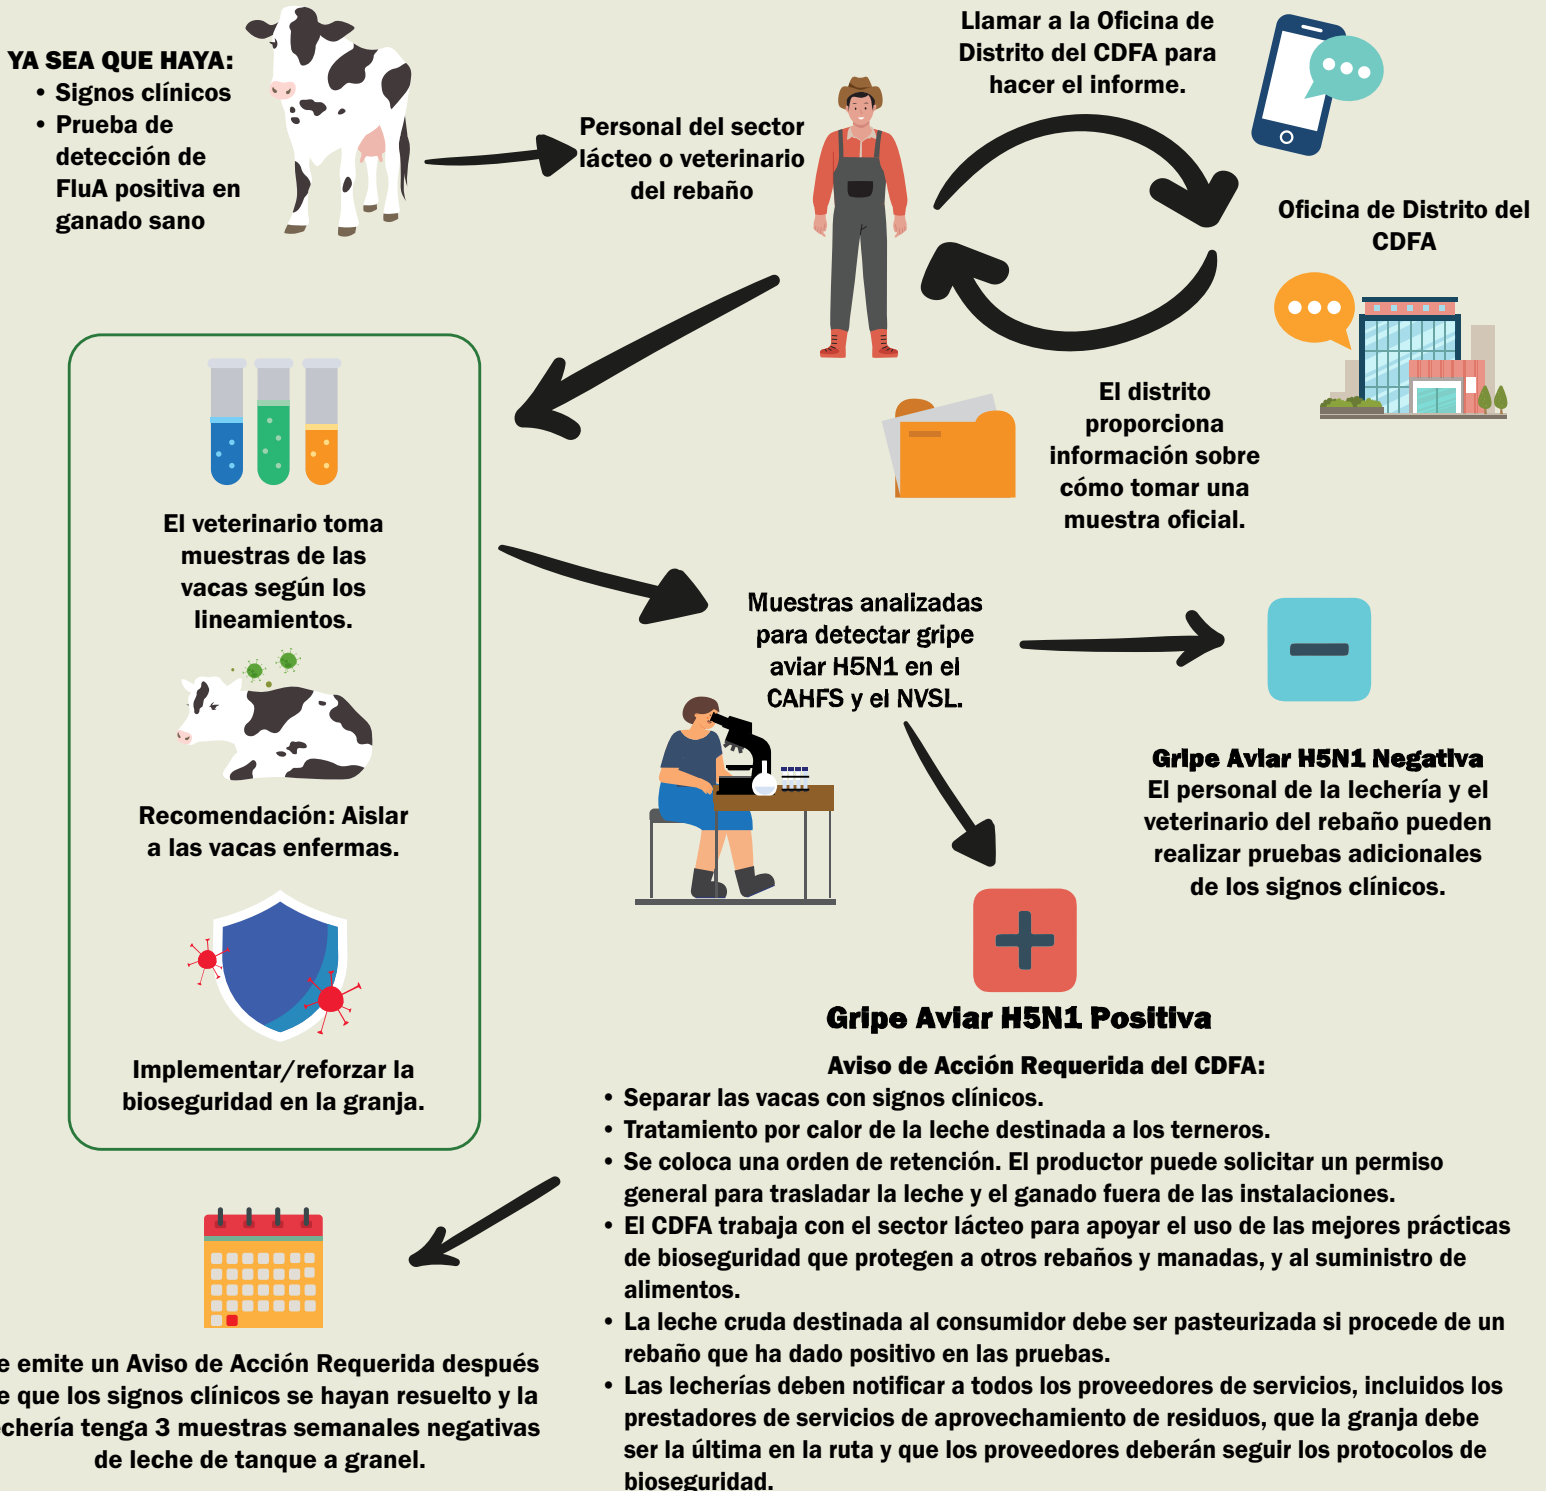 YA SEA QUE HAYA:
• Signos clínicos
• Prueba de
detección de
FluA positiva en
ganado sano
Personal del sector
lácteo o veterinario
del rebaño
Llamar a la Oficina de
Distrito del CDFA para
hacer el informe.
Oficina de Distrito del
CDFA
El distrito
proporciona
información sobre
cómo tomar una
muestra oficial.
El veterinario toma
muestras de las
vacas según los
lineamientos.
Recomendación: Aislar
a las vacas enfermas.
Implementar/reforzar la
bioseguridad en la granja.
Muestras analizadas
para detectar gripe
aviar H5N1 en el
CAHFS y el NVSL.
Gripe Aviar H5N1 Negativa
El personal de la lechería y el
veterinario del rebaño pueden
realizar pruebas adicionales
de los signos clínicos.
Gripe Aviar H5N1 Positiva
Aviso de Acción Requerida del CDFA:
• Separar las vacas con signos clínicos.
• Tratamiento por calor de la leche destinada a los terneros.
• Se coloca una orden de retención. El productor puede solicitar un permiso
general para trasladar la leche y el ganado fuera de las instalaciones.
• El CDFA trabaja con el sector lácteo para apoyar el uso de las mejores prácticas
de bioseguridad que protegen a otros rebaños y manadas, y al suministro de
alimentos.
• La leche cruda destinada al consumidor debe ser pasteurizada si procede de un
rebaño que ha dado positivo en las pruebas.
• Las lecherías deben notificar a todos los proveedores de servicios, incluidos los
prestadores de servicios de aprovechamiento de residuos, que la granja debe
ser la última en la ruta y que los proveedores deberán seguir los protocolos de
bioseguridad.
e emite un Aviso de Acción Requerida después
e que los signos clínicos se hayan resuelto y la
chería tenga 3 muestras semanales negativas
de leche de tanque a granel.